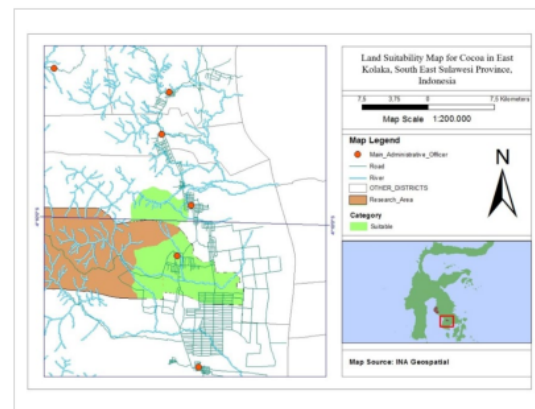 Land Suitability Map for Cocoa in East
Kolaka, South East Sulawesi Province,
Indonesia
7,5 3,75 0 7,5 Kilometers
Map Scale 1:200.000
Map Legend
Main_Administrative_Officer
Road
River
OTHER_DISTRICTS
Research_Area
Category
Suitable
N
Map Source: INA Geospatial